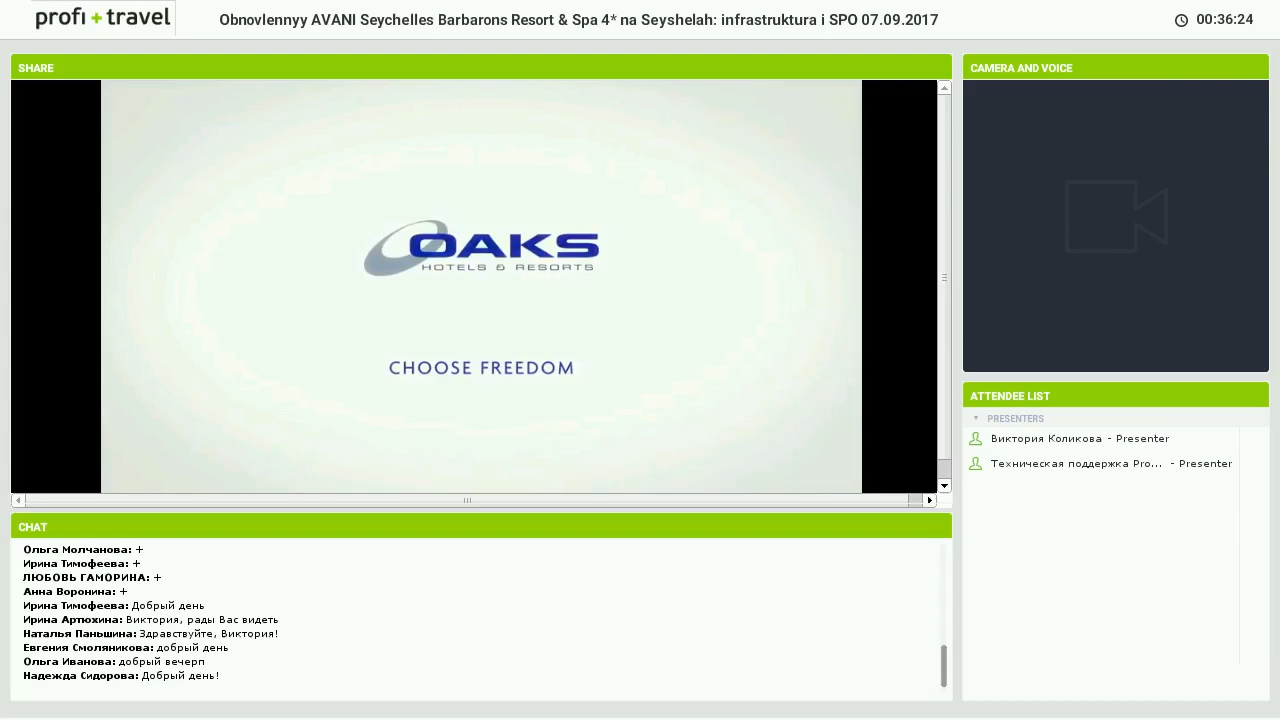 profi + travel
Obnovlennyy AVANI Seychelles Barbarons Resort & Spa 4* na Seyshelah: infrastruktura i SPO 07.09.2017
00:36:24
SHARE
OAKS
HOTELS & RESORTS
CHOOSE FREEDOM
CAMERA AND VOICE
ATTENDEE LIST
PRESENTERS
Виктория Коликова - Presenter
Техническая поддержка Pro... - Presenter
CHAT
Ольга Молчанова: +
Ирина Тимофеева: +
ЛЮБОВЬ ГАМОРИНА: +
Анна Воронина: +
Ирина Тимофеева: Добрый день
Ирина Артюхина: Виктория, рады Вас видеть
Наталья Паньшина: Здравствуйте, Виктория!
Евгения Смоляникова: добрый день
Ольга Иванова: добрый вечерп
Надежда Сидорова: Добрый день!